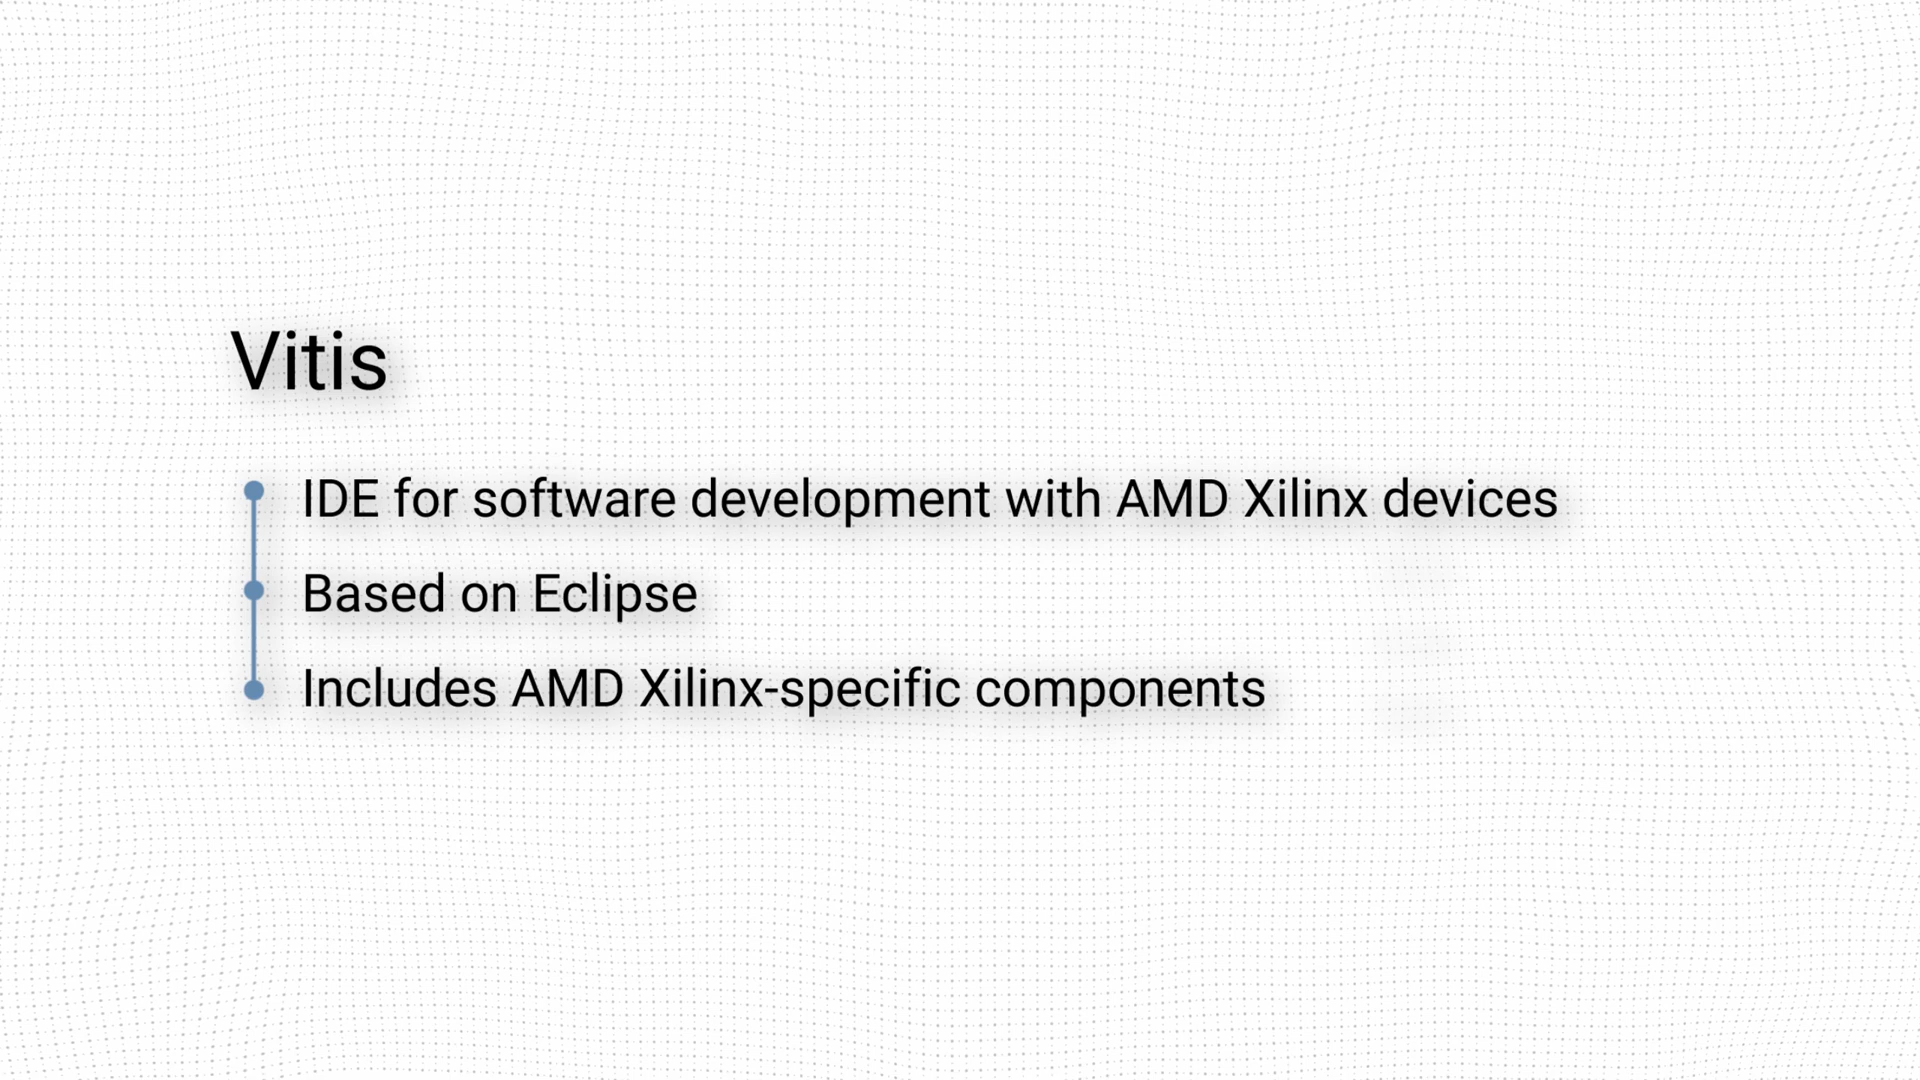 Vitis
IDE for software development with AMD Xilinx devices
Based on Eclipse
Includes AMD Xilinx-specific components